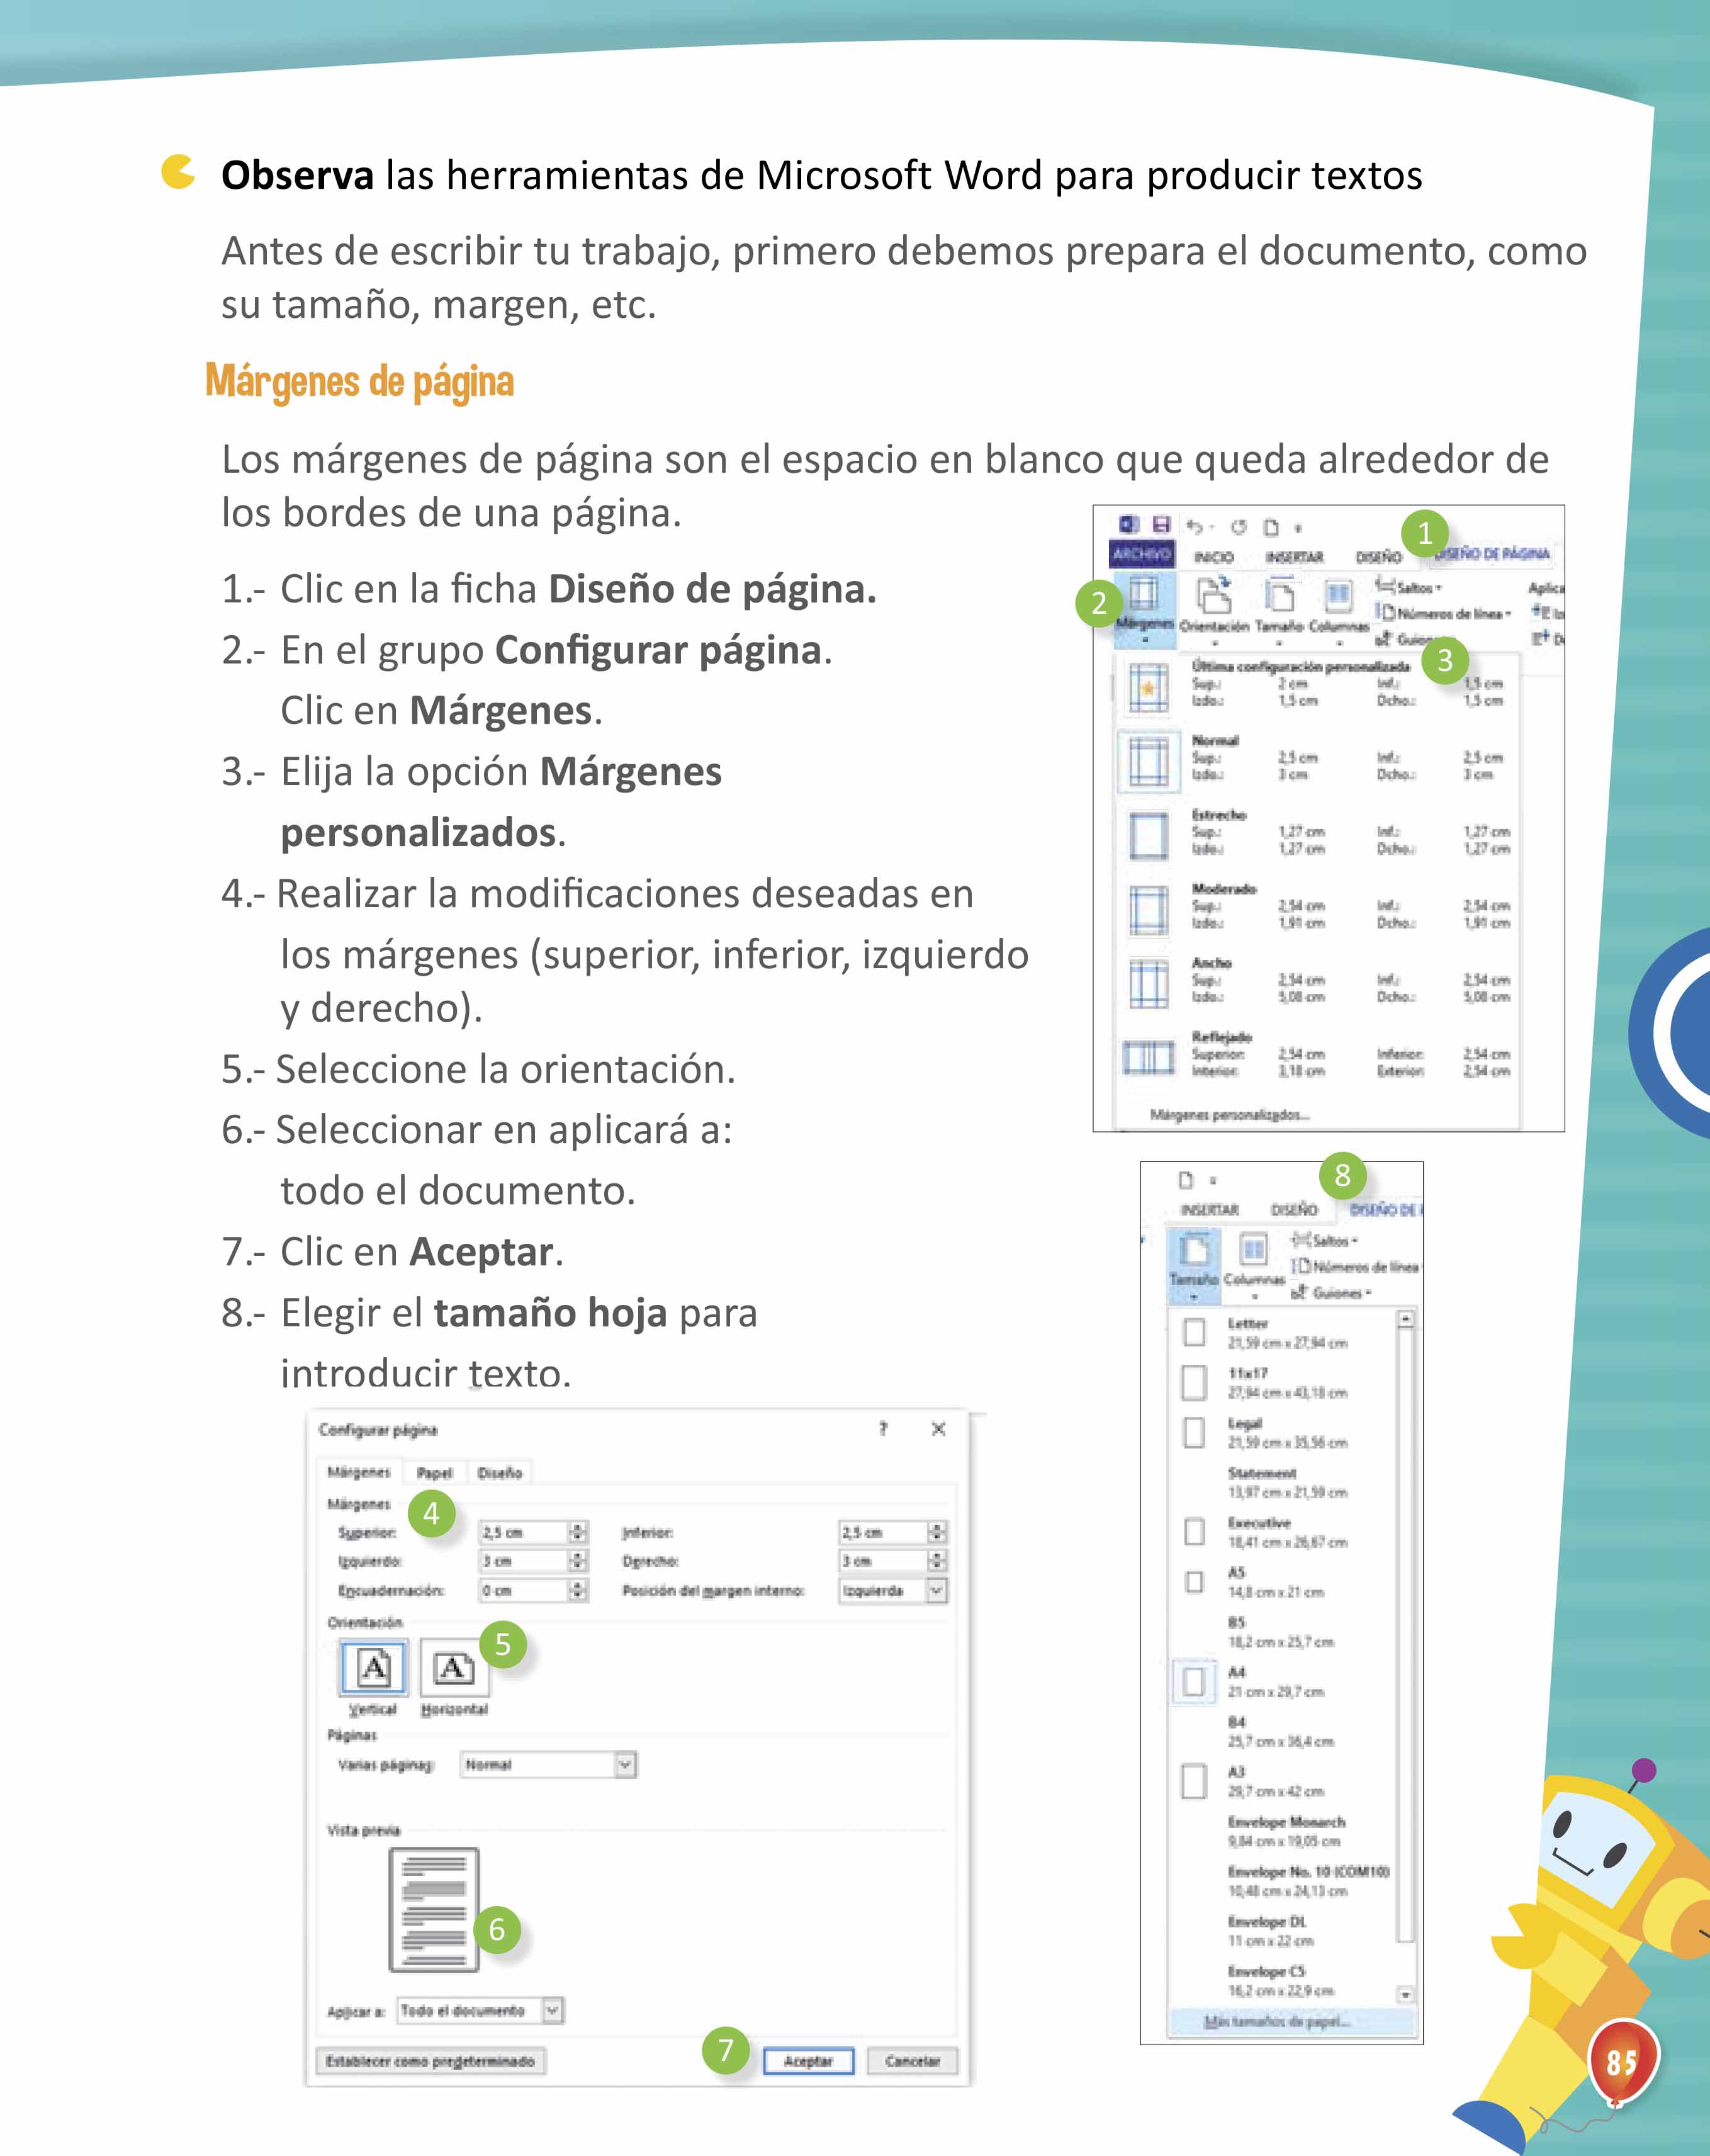 Observa las herramientas de Microsoft Word para producir textos
Antes de escribir tu trabajo, primero debemos prepara el documento, como
su tamaño, margen, etc.
Márgenes de página
Los márgenes de página son el espacio en blanco que queda alrededor de
los bordes de una página.
1.- Clic en la ficha Diseño de página.
2.- En el grupo Configurar página.
Clic en Márgenes.
3.- Elija la opción Márgenes
personalizados.
4.- Realizar la modificaciones deseadas en
los márgenes (superior, inferior, izquierdo
y derecho).
5.- Seleccione la orientación.
6.- Seleccionar en aplicará a:
todo el documento.
7.- Clic en Aceptar.
8.- Elegir el tamaño hoja para
introducir texto.
1
ARCHIVO INICIO INSERTAR DISEÑO DISEÑO DE PÁGINA
2
Saltos
Aplica
Números de línea
Márgenes Orientación Tamaño Columnas
3
Última configuración personalizada
Sup.: 2 cm Inf.: 1,5 cm
Izdo.: 1,5 cm Dcho.: 1,5 cm
Normal
Sup.: 2,5 cm Inf.: 2,5 cm
Izdo.: 3 cm Dcho.: 3 cm
Estrecho
Sup.: 1,27 cm Inf.: 1,27 cm
Izdo.: 1,27 cm Dcho.: 1,27 cm
Moderado
Sup.: 2,54 cm Inf.: 2,54 cm
Izdo.: 1,91 cm Dcho.: 1,91 cm
Ancho
Sup.: 2,54 cm Inf.: 2,54 cm
Izdo.: 5,08 cm Dcho.: 5,08 cm
Reflejado
Superior: 2,54 cm Inferior: 2,54 cm
Interior: 3,18 cm Exterior: 2,54 cm
Márgenes personalizados...
8
INSERTAR DISEÑO DISEÑO DE
Saltos
Números de línea
Tamaño Columnas
Guiones
Letter
21,59 cm x 27,94 cm
11x17
27,94 cm x 43,18 cm
Legal
21,59 cm x 35,56 cm
Statement
13,97 cm x 21,59 cm
Executive
18,41 cm x 26,67 cm
A5
14,8 cm x 21 cm
B5
18,2 cm x 25,7 cm
A4
21 cm x 29,7 cm
B4
25,7 cm x 36,4 cm
A3
29,7 cm x 42 cm
Envelope Monarch
9,84 cm x 19,05 cm
Envelope No. 10 (COM10)
10,48 cm x 24,13 cm
Envelope DL
11 cm x 22 cm
Envelope C5
16,2 cm x 22,9 cm
Más tamaños de papel...
Configurar página ? X
Márgenes Papel Diseño
Márgenes
4
Superior: 2,5 cm Inferior: 2,5 cm
Izquierdo: 3 cm Derecho: 3 cm
Encuadernación: 0 cm Posición del margen interno: Izquierda
Orientación
5
A A
Vertical Horizontal
Páginas
Varias páginas: Normal
Vista previa
6
Aplicar a: Todo el documento
7
Establecer como predeterminado Aceptar Cancelar
85